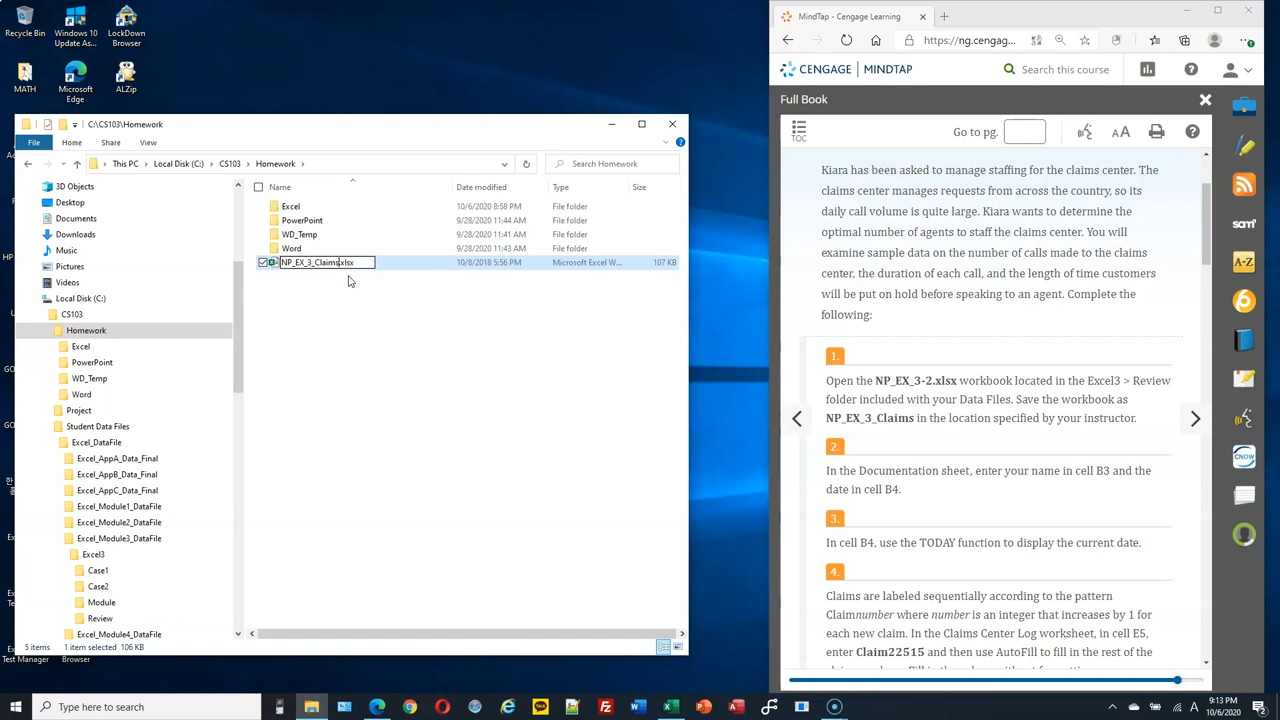 Recycle Bin
Windows 10
Update As...
LockDown
Browser
MATH
Microsoft
Edge
ALZip
C:\CS103\Homework
File
Home
Share
View
This PC
Local Disk (C:)
CS103
Homework
Search Homework
Name
Date modified
Type
Size
3D Objects
Desktop
Documents
Downloads
Music
Pictures
Videos
Local Disk (C:)
CS103
Homework
Excel
PowerPoint
WD_Temp
Word
Project
Student Data Files
Excel_DataFile
Excel_AppA_Data_Final
Excel_AppB_Data_Final
Excel_AppC_Data_Final
Excel_Module1_DataFile
Excel_Module2_DataFile
Excel_Module3_DataFile
Excel3
Case1
Case2
Module
Review
Excel_Module4_DataFile
Excel 10/6/2020 8:58 PM File folder
PowerPoint 9/28/2020 11:44 AM File folder
WD_Temp 9/28/2020 11:41 AM File folder
Word 9/28/2020 11:43 AM File folder
NP_EX_3_Claims.xlsx 10/8/2018 5:56 PM Microsoft Excel W... 107 KB
5 items 1 item selected 106 KB
Test Manager
Browser
MindTap - Cengage Learning
https://ng.cengag...
CENGAGE MINDTAP
Search this course
Full Book
TOC
Go to pg.
AA
Kiara has been asked to manage staffing for the claims center. The
claims center manages requests from across the country, so its
daily call volume is quite large. Kiara wants to determine the
optimal number of agents to staff the claims center. You will
examine sample data on the number of calls made to the claims
center, the duration of each call, and the length of time customers
will be put on hold before speaking to an agent. Complete the
following:
1.
Open the NP_EX_3-2.xlsx workbook located in the Excel3 > Review
folder included with your Data Files. Save the workbook as
NP_EX_3_Claims in the location specified by your instructor.
2.
In the Documentation sheet, enter your name in cell B3 and the
date in cell B4.
3.
In cell B4, use the TODAY function to display the current date.
4.
Claims are labeled sequentially according to the pattern
Claimnumber where number is an integer that increases by 1 for
each new claim. In the Claims Center Log worksheet, in cell E5,
enter Claim22515 and then use AutoFill to fill in the rest of the
sam
A-Z
CNOW
Type here to search
9:13 PM
10/6/2020